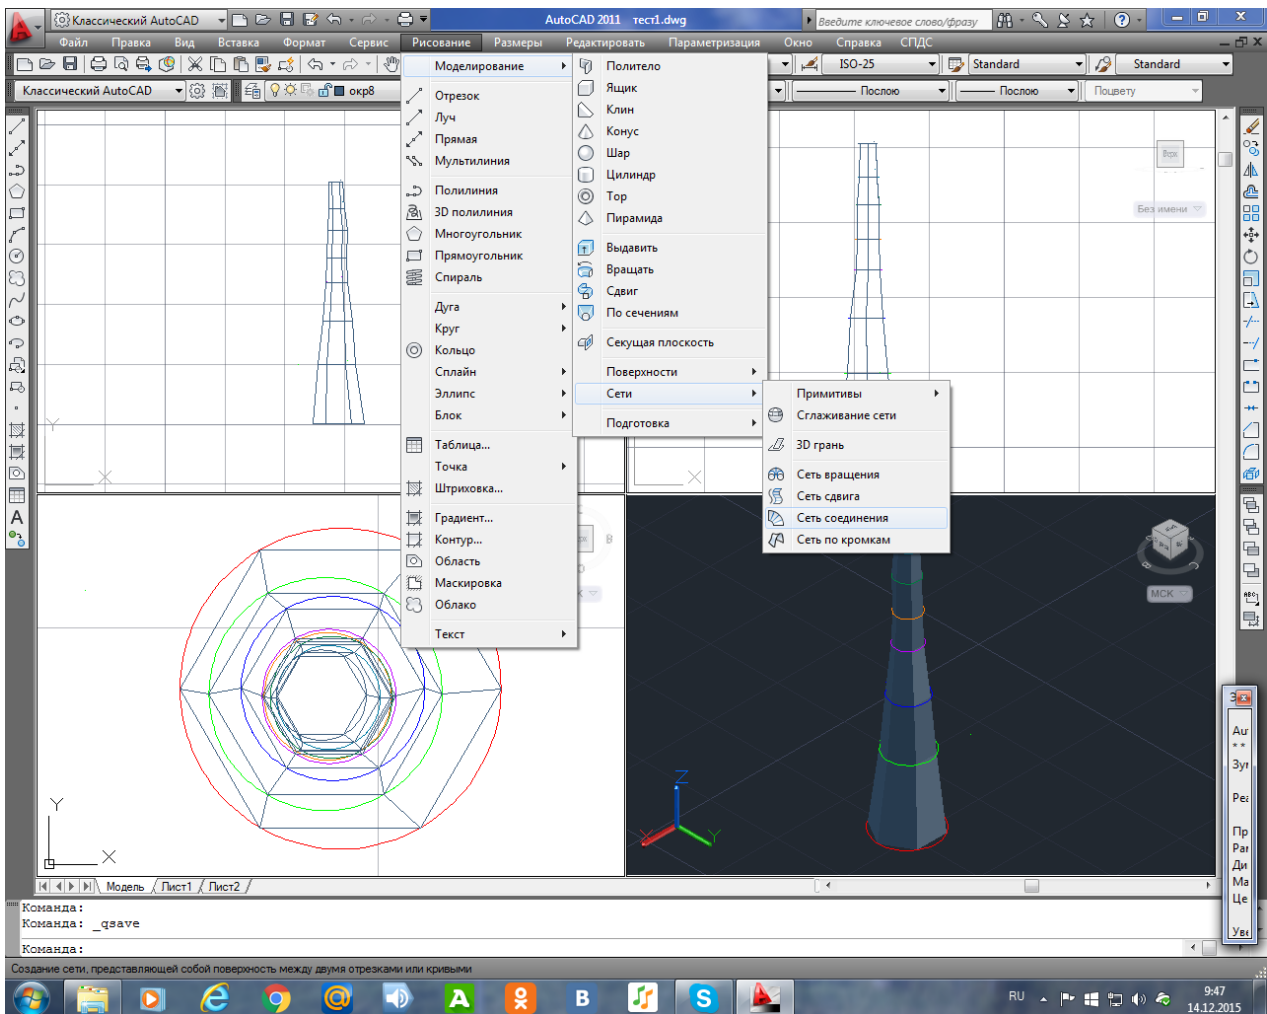 Классический AutoCAD
AutoCAD 2011 тест1.dwg
Введите ключевое слово/фразу
Файл Правка Вид Вставка Формат Сервис Рисование Размеры Редактировать Параметризация Окно Справка СПДС
ISO-25 Standard Standard
Классический AutoCAD окр8 Послою Послою Поцвету
Моделирование
Отрезок
Луч
Прямая
Мультилиния
Полилиния
3D полилиния
Многоугольник
Прямоугольник
Спираль
Дуга
Круг
Кольцо
Сплайн
Эллипс
Блок
Таблица...
Точка
Штриховка...
Градиент...
Контур...
Область
Маскировка
Облако
Текст
Политело
Ящик
Клин
Конус
Шар
Цилиндр
Тор
Пирамида
Выдавить
Вращать
Сдвиг
По сечениям
Секущая плоскость
Поверхности
Сети
Подготовка
Примитивы
Сглаживание сети
3D грань
Сеть вращения
Сеть сдвига
Сеть соединения
Сеть по кромкам
Верх
Без имени
Y
X
X
В
МСК
Z
X
Y
Y
X
A
Модель Лист1 Лист2
Команда:
Команда: _qsave
Команда:
Создание сети, представляющей собой поверхность между двумя отрезками или кривыми
RU
9:47
14.12.2015